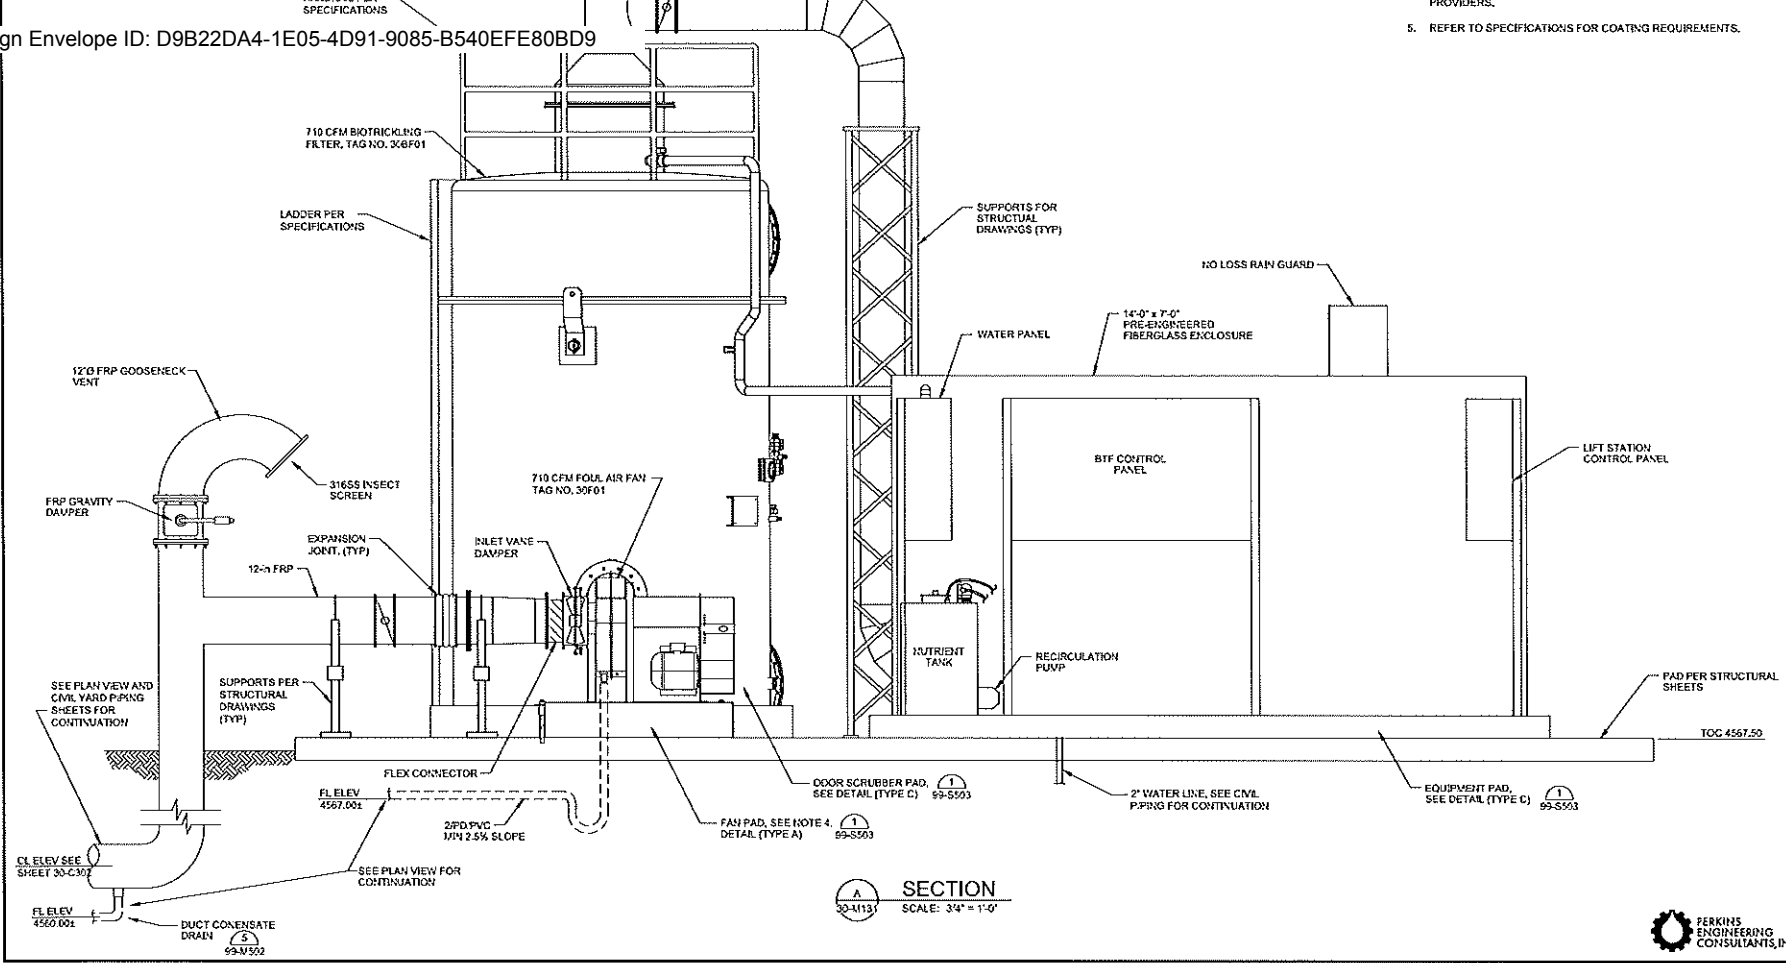 SPECIFICATIONS
gn Envelope ID: D9B22DA4-1E05-4D91-9085-B540EFE80BD9
PROVIDERS.
5. REFER TO SPECIFICATIONS FOR COATING REQUIREMENTS.
710 CFM BIOTRICKLING
FILTER, TAG NO. 30BF01
LADDER PER
SPECIFICATIONS
SUPPORTS FOR
STRUCTUAL
DRAWINGS (TYP)
NO LOSS RAIN GUARD
14'-0" x 7'-0"
PRE-ENGINEERED
FIBERGLASS ENCLOSURE
WATER PANEL
12"Ø FRP GOOSENECK
VENT
BTF CONTROL
PANEL
LIFT STATION
CONTROL PANEL
316SS INSECT
SCREEN
710 CFM FOUL AIR FAN
TAG NO. 30F01
FRP GRAVITY
DAMPER
EXPANSION
JOINT, (TYP)
INLET VANE
DAMPER
12-in FRP
NUTRIENT
TANK
RECIRCULATION
PUMP
SEE PLAN VIEW AND
CIVIL YARD PIPING
SHEETS FOR
CONTINUATION
SUPPORTS PER
STRUCTURAL
DRAWINGS
(TYP)
PAD PER STRUCTURAL
SHEETS
TOC 4567.50
FLEX CONNECTOR
FL ELEV
4567.00±
2/PD/PVC
MIN 2.5% SLOPE
ODOR SCRUBBER PAD,
SEE DETAIL (TYPE C)
1
99-S503
2" WATER LINE, SEE CIVIL
PIPING FOR CONTINUATION
EQUIPMENT PAD,
SEE DETAIL (TYPE C)
1
99-S503
FAN PAD, SEE NOTE 4.
DETAIL (TYPE A)
1
99-S503
CL ELEV SEE
SHEET 30-C302
SEE PLAN VIEW FOR
CONTINUATION
FL ELEV
4560.00±
DUCT CONENSATE
DRAIN
5
99-M502
A
30-M131
SECTION
SCALE: 3/4" = 1'-0"
PERKINS
ENGINEERING
CONSULTANTS, IN